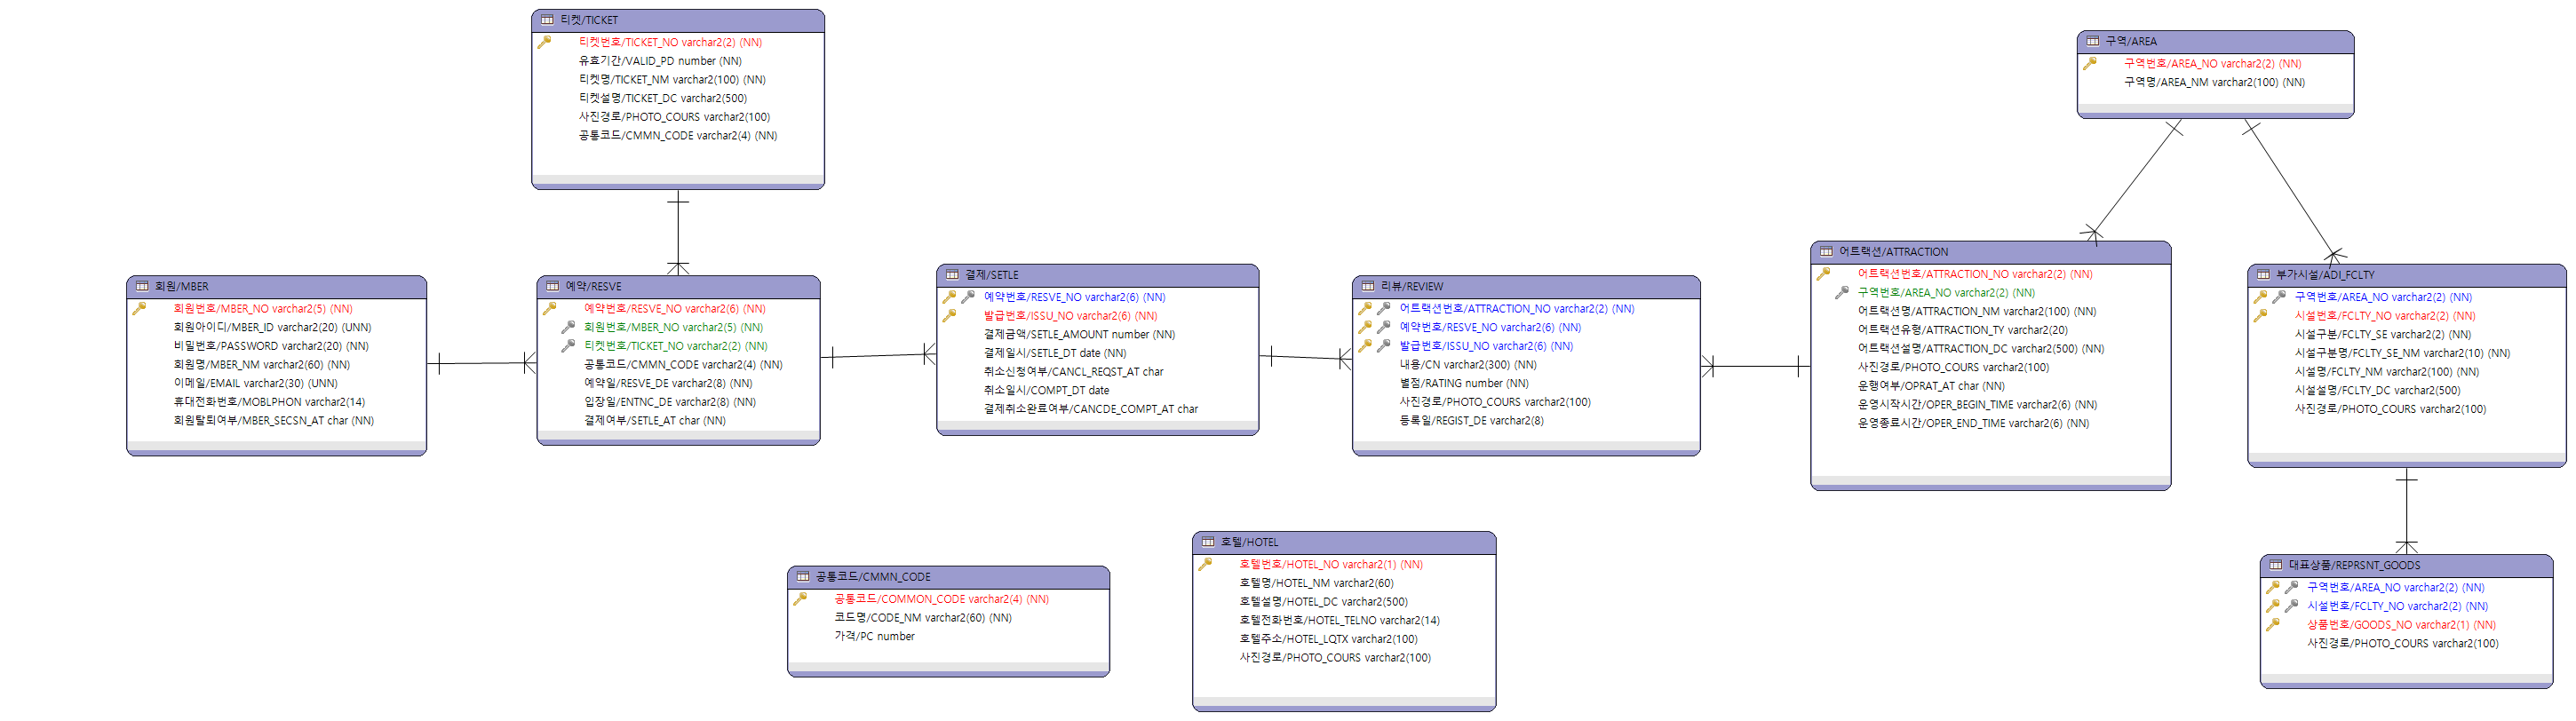 티켓/TICKET
티켓번호/TICKET_NO varchar2(2) (NN)
유효기간/VALID_PD number (NN)
티켓명/TICKET_NM varchar2(100) (NN)
티켓설명/TICKET_DC varchar2(500)
사진경로/PHOTO_COURS varchar2(100)
공통코드/CMMN_CODE varchar2(4) (NN)
구역/AREA
구역번호/AREA_NO varchar2(2) (NN)
구역명/AREA_NM varchar2(100) (NN)
회원/MBER
회원번호/MBER_NO varchar2(5) (NN)
회원아이디/MBER_ID varchar2(20) (UNN)
비밀번호/PASSWORD varchar2(20) (NN)
회원명/MBER_NM varchar2(60) (NN)
이메일/EMAIL varchar2(30) (UNN)
휴대전화번호/MOBLPHON varchar2(14)
회원탈퇴여부/MBER_SECSN_AT char (NN)
예약/RESVE
예약번호/RESVE_NO varchar2(6) (NN)
회원번호/MBER_NO varchar2(5) (NN)
티켓번호/TICKET_NO varchar2(2) (NN)
공통코드/CMMN_CODE varchar2(4) (NN)
예약일/RESVE_DE varchar2(8) (NN)
입장일/ENTNC_DE varchar2(8) (NN)
결제여부/SETLE_AT char (NN)
결제/SETLE
예약번호/RESVE_NO varchar2(6) (NN)
발급번호/ISSU_NO varchar2(6) (NN)
결제금액/SETLE_AMOUNT number (NN)
결제일시/SETLE_DT date (NN)
취소신청여부/CANCL_REQST_AT char
취소일시/COMPT_DT date
결제취소완료여부/CANCDE_COMPT_AT char
리뷰/REVIEW
어트랙션번호/ATTRACTION_NO varchar2(2) (NN)
예약번호/RESVE_NO varchar2(6) (NN)
발급번호/ISSU_NO varchar2(6) (NN)
내용/CN varchar2(300) (NN)
별점/RATING number (NN)
사진경로/PHOTO_COURS varchar2(100)
등록일/REGIST_DE varchar2(8)
어트랙션/ATTRACTION
어트랙션번호/ATTRACTION_NO varchar2(2) (NN)
구역번호/AREA_NO varchar2(2) (NN)
어트랙션명/ATTRACTION_NM varchar2(100) (NN)
어트랙션유형/ATTRACTION_TY varchar2(20)
어트랙션설명/ATTRACTION_DC varchar2(500) (NN)
사진경로/PHOTO_COURS varchar2(100)
운행여부/OPRAT_AT char (NN)
운영시작시간/OPER_BEGIN_TIME varchar2(6) (NN)
운영종료시간/OPER_END_TIME varchar2(6) (NN)
부가시설/ADI_FCLTY
구역번호/AREA_NO varchar2(2) (NN)
시설번호/FCLTY_NO varchar2(2) (NN)
시설구분/FCLTY_SE varchar2(2) (NN)
시설구분명/FCLTY_SE_NM varchar2(10) (NN)
시설명/FCLTY_NM varchar2(100) (NN)
시설설명/FCLTY_DC varchar2(500)
사진경로/PHOTO_COURS varchar2(100)
공통코드/CMMN_CODE
공통코드/COMMON_CODE varchar2(4) (NN)
코드명/CODE_NM varchar2(60) (NN)
가격/PC number
호텔/HOTEL
호텔번호/HOTEL_NO varchar2(1) (NN)
호텔명/HOTEL_NM varchar2(60)
호텔설명/HOTEL_DC varchar2(500)
호텔전화번호/HOTEL_TELNO varchar2(14)
호텔주소/HOTEL_LQTX varchar2(100)
사진경로/PHOTO_COURS varchar2(100)
대표상품/REPRSNT_GOODS
구역번호/AREA_NO varchar2(2) (NN)
시설번호/FCLTY_NO varchar2(2) (NN)
상품번호/GOODS_NO varchar2(1) (NN)
사진경로/PHOTO_COURS varchar2(100)